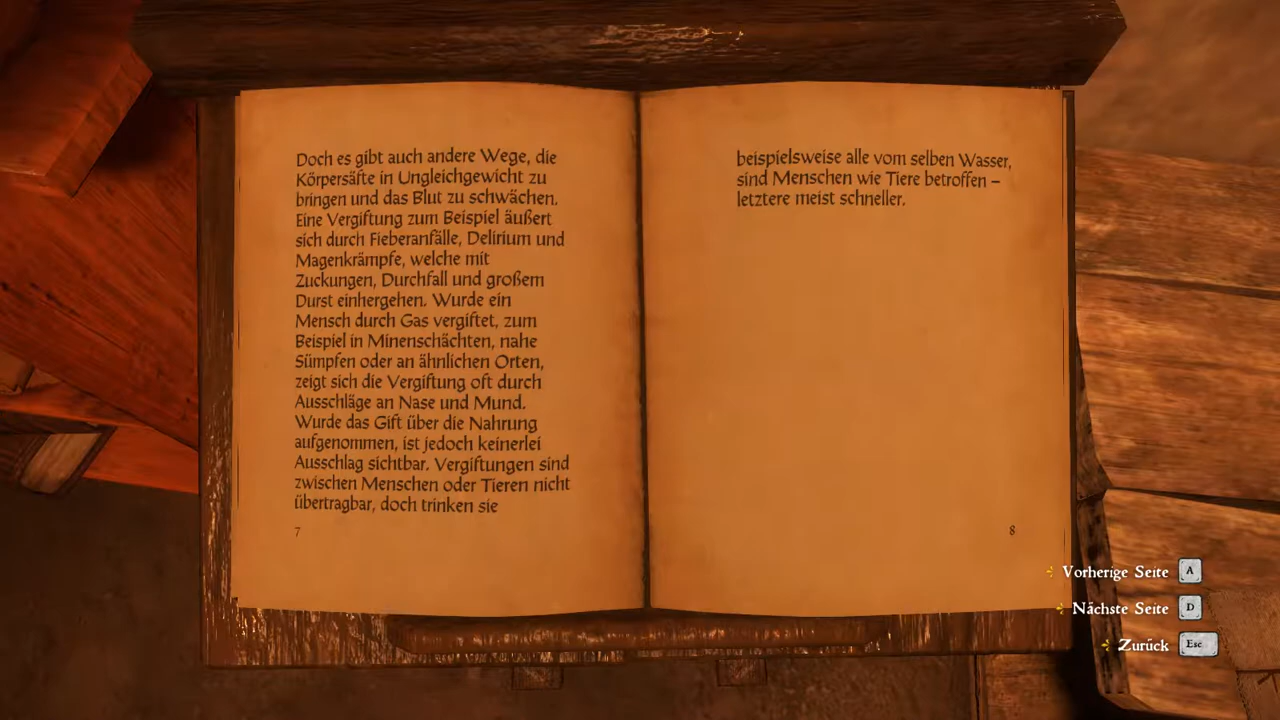 Doch es gibt auch andere Wege, die
Körpersäfte in Ungleichgewicht zu
bringen und das Blut zu schwächen.
Eine Vergiftung zum Beispiel äußert
sich durch Fieberanfälle, Delirium und
Magenkrämpfe, welche mit
Zuckungen, Durchfall und großem
Durst einhergehen. Wurde ein
Mensch durch Gas vergiftet, zum
Beispiel in Minenschächten, nahe
Sümpfen oder an ähnlichen Orten,
zeigt sich die Vergiftung oft durch
Ausschläge an Nase und Mund.
Wurde das Gift über die Nahrung
aufgenommen, ist jedoch keinerlei
Ausschlag sichtbar. Vergiftungen sind
zwischen Menschen oder Tieren nicht
übertragbar, doch trinken sie
7
beispielsweise alle vom selben Wasser,
sind Menschen wie Tiere betroffen –
letztere meist schneller.
8
Vorherige Seite A
Nächste Seite D
Zurück Esc